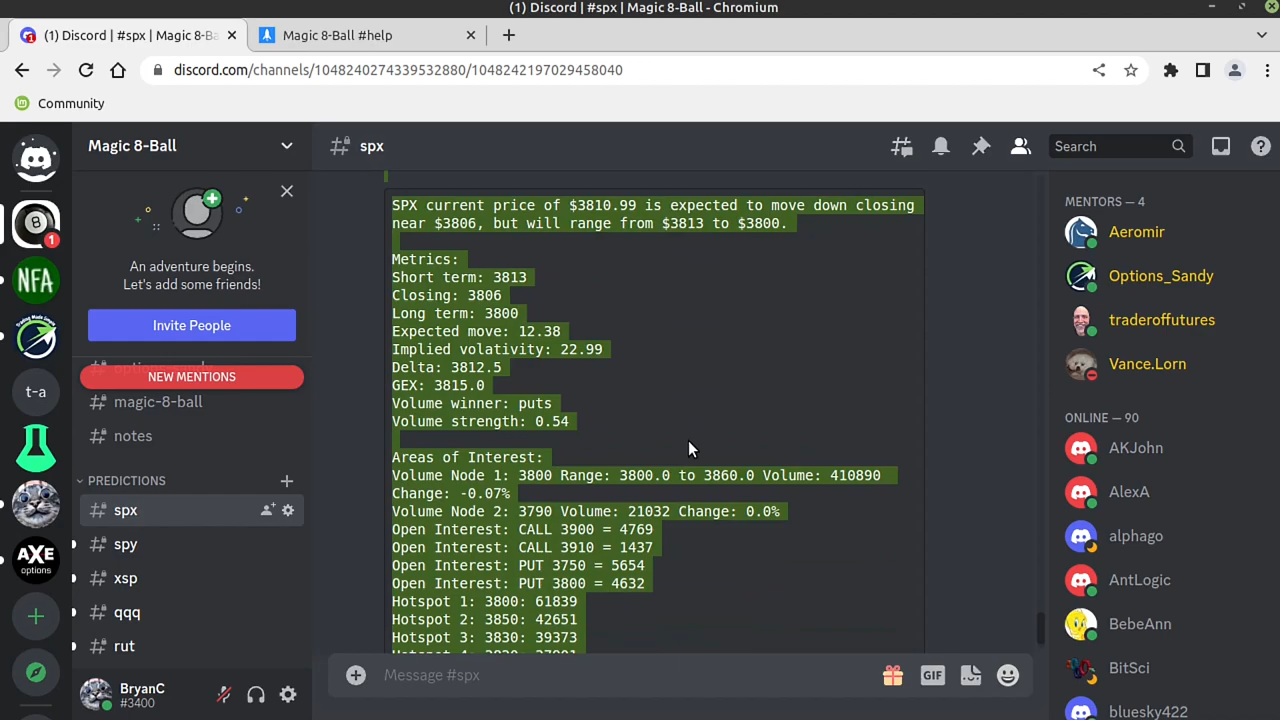 (1) Discord | #spx | Magic 8-Ball - Chromium
(1) Discord | #spx | Magic 8-Ba
Magic 8-Ball #help
discord.com/channels/1048240274339532880/1048242197029458040
Community
Magic 8-Ball
spx
Search
An adventure begins.
Let's add some friends!
Invite People
NEW MENTIONS
magic-8-ball
notes
PREDICTIONS
spx
spy
xsp
qqq
rut
BryanC
#3400
1
8
1
NFA
t-a
AXE
options
SPX current price of $3810.99 is expected to move down closing
near $3806, but will range from $3813 to $3800.
Metrics:
Short term: 3813
Closing: 3806
Long term: 3800
Expected move: 12.38
Implied volativity: 22.99
Delta: 3812.5
GEX: 3815.0
Volume winner: puts
Volume strength: 0.54
Areas of Interest:
Volume Node 1: 3800 Range: 3800.0 to 3860.0 Volume: 410890
Change: -0.07%
Volume Node 2: 3790 Volume: 21032 Change: 0.0%
Open Interest: CALL 3900 = 4769
Open Interest: CALL 3910 = 1437
Open Interest: PUT 3750 = 5654
Open Interest: PUT 3800 = 4632
Hotspot 1: 3800: 61839
Hotspot 2: 3850: 42651
Hotspot 3: 3830: 39373
Message #spx
GIF
MENTORS — 4
Aeromir
Options_Sandy
traderoffutures
Vance.Lorn
ONLINE — 90
AKJohn
AlexA
alphago
AntLogic
BebeAnn
BitSci
bluesky422